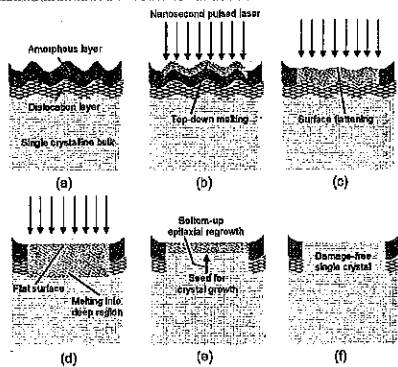 Nanosecond pulsed laser
Amorphous layer
Dislocation layer
Single crystalline bulk
Top-down melting
Surface flattening
(a)
(b)
(c)
Flat surface
Melting into
deep region
Bottom-up
epitaxial regrowth
Seed for
crystal growth
Damage-free
single crystal
(d)
(e)
(f)